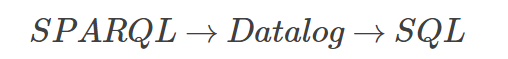 SPARQL → Datalog → SQL